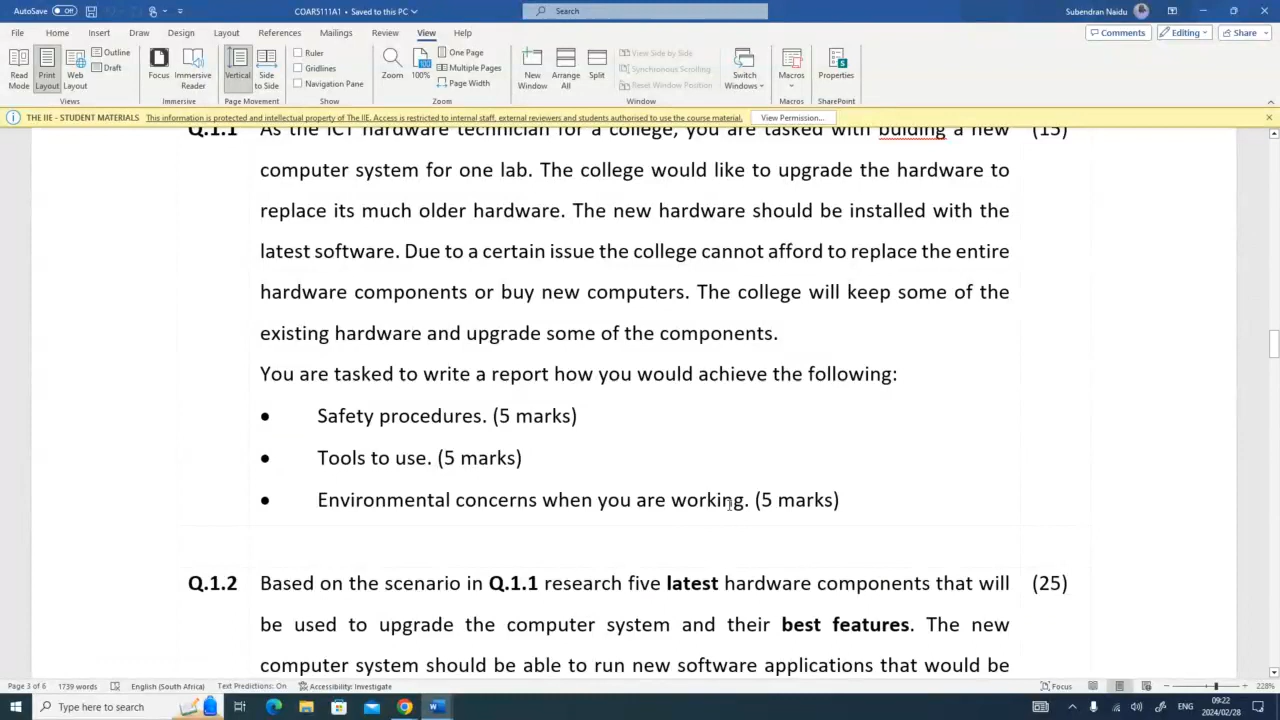 AutoSave Off COAR5111A1 • Saved to this PC Search Subendran Naidu
File Home Insert Draw Design Layout References Mailings Review View Help Comments Editing Share
Read Mode Print Layout Web Layout Outline Draft Focus Immersive Reader Vertical Side to Side Ruler Gridlines Navigation Pane Zoom 100% One Page Multiple Pages Page Width New Window Arrange All Split View Side by Side Synchronous Scrolling Reset Window Position Switch Windows Macros Properties
Views Immersive Page Movement Show Zoom Window Macros SharePoint
THE IIE - STUDENT MATERIALS This information is protected and intellectual property of The IIE. Access is restricted to internal staff, external reviewers and students authorised to use the course material. View Permission...
Q.1.1 As the ICT hardware technician for a college, you are tasked with bulding a new (15)
computer system for one lab. The college would like to upgrade the hardware to
replace its much older hardware. The new hardware should be installed with the
latest software. Due to a certain issue the college cannot afford to replace the entire
hardware components or buy new computers. The college will keep some of the
existing hardware and upgrade some of the components.
You are tasked to write a report how you would achieve the following:
• Safety procedures. (5 marks)
• Tools to use. (5 marks)
• Environmental concerns when you are working. (5 marks)
Q.1.2 Based on the scenario in Q.1.1 research five latest hardware components that will (25)
be used to upgrade the computer system and their best features. The new
computer system should be able to run new software applications that would be
Page 3 of 6 1739 words English (South Africa) Text Predictions: On Accessibility: Investigate Focus 228%
Type here to search 09:22
2024/02/28